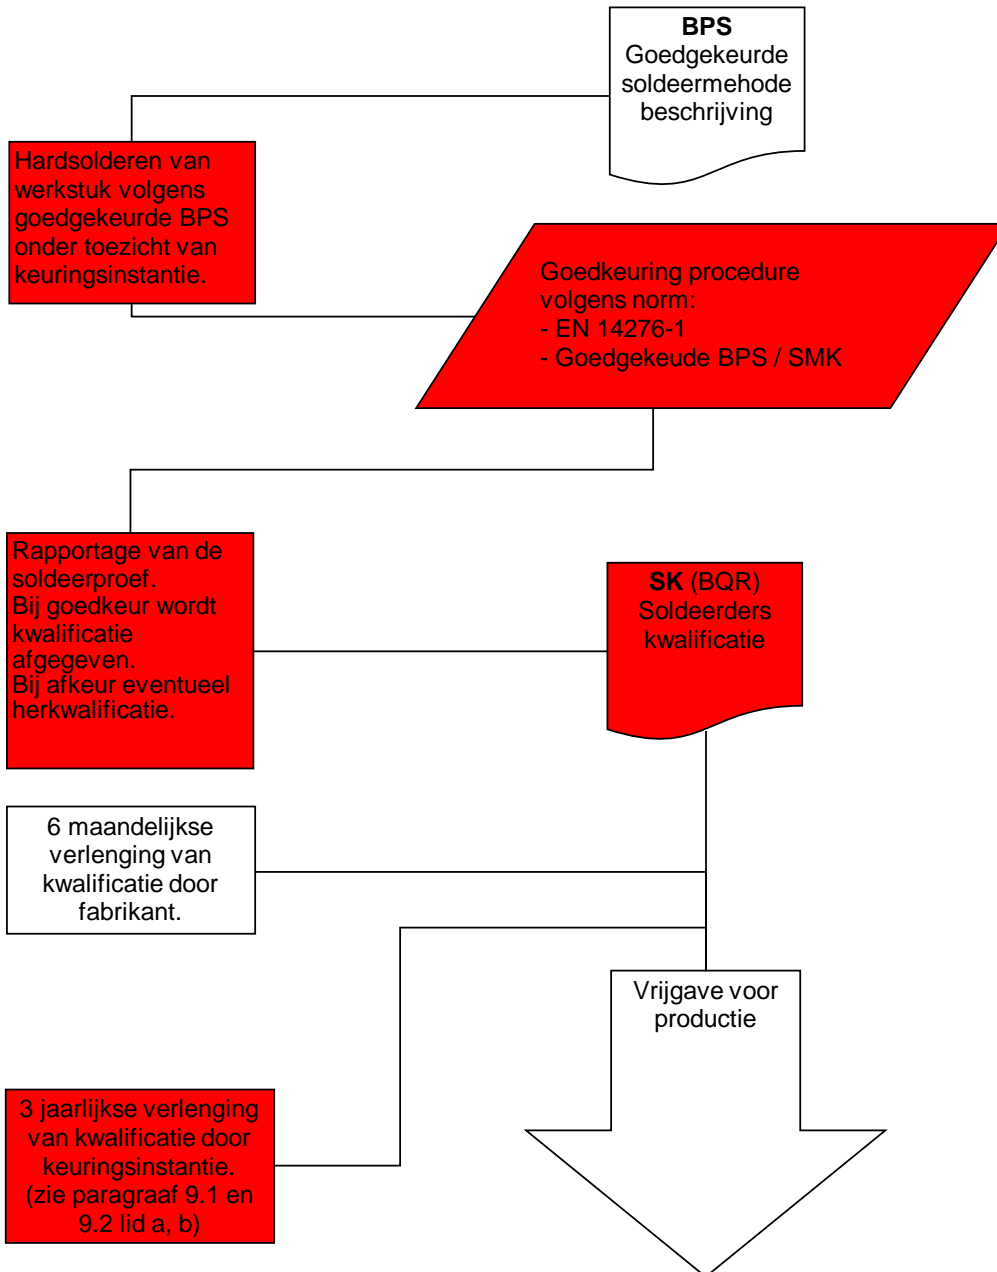 BPS
Goedgekeurde
soldeermehode
beschrijving
Hardsolderen van
werkstuk volgens
goedgekeurde BPS
onder toezicht van
keuringsinstantie.
Goedkeuring procedure
volgens norm:
- EN 14276-1
- Goedgekeude BPS / SMK
Rapportage van de
soldeerproef.
Bij goedkeur wordt
kwalificatie
afgegeven.
Bij afkeur eventueel
herkwalificatie.
SK (BQR)
Soldeerders
kwalificatie
6 maandelijkse
verlenging van
kwalificatie door
fabrikant.
Vrijgave voor
productie
3 jaarlijkse verlenging
van kwalificatie door
keuringsinstantie.
(zie paragraaf 9.1 en
9.2 lid a, b)